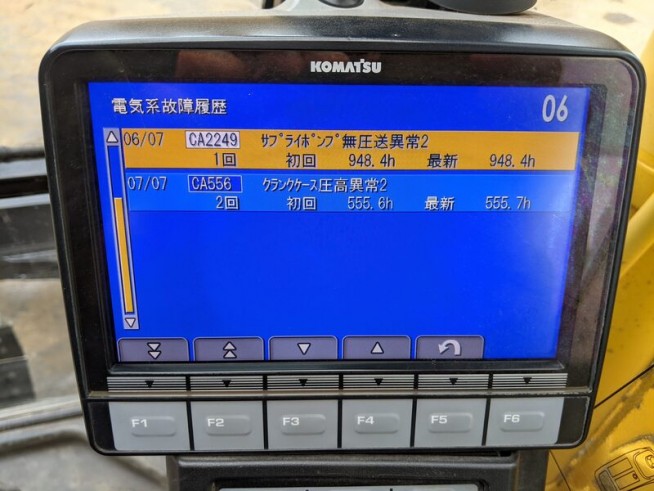 KOMATSU
電気系故障履歴 06
06/07 CA2249 サプライポンプ無圧送異常2
1回 初回 948.4h 最新 948.4h
07/07 CA556 クランクケース圧高異常2
2回 初回 555.6h 最新 555.7h
F1 F2 F3 F4 F5 F6